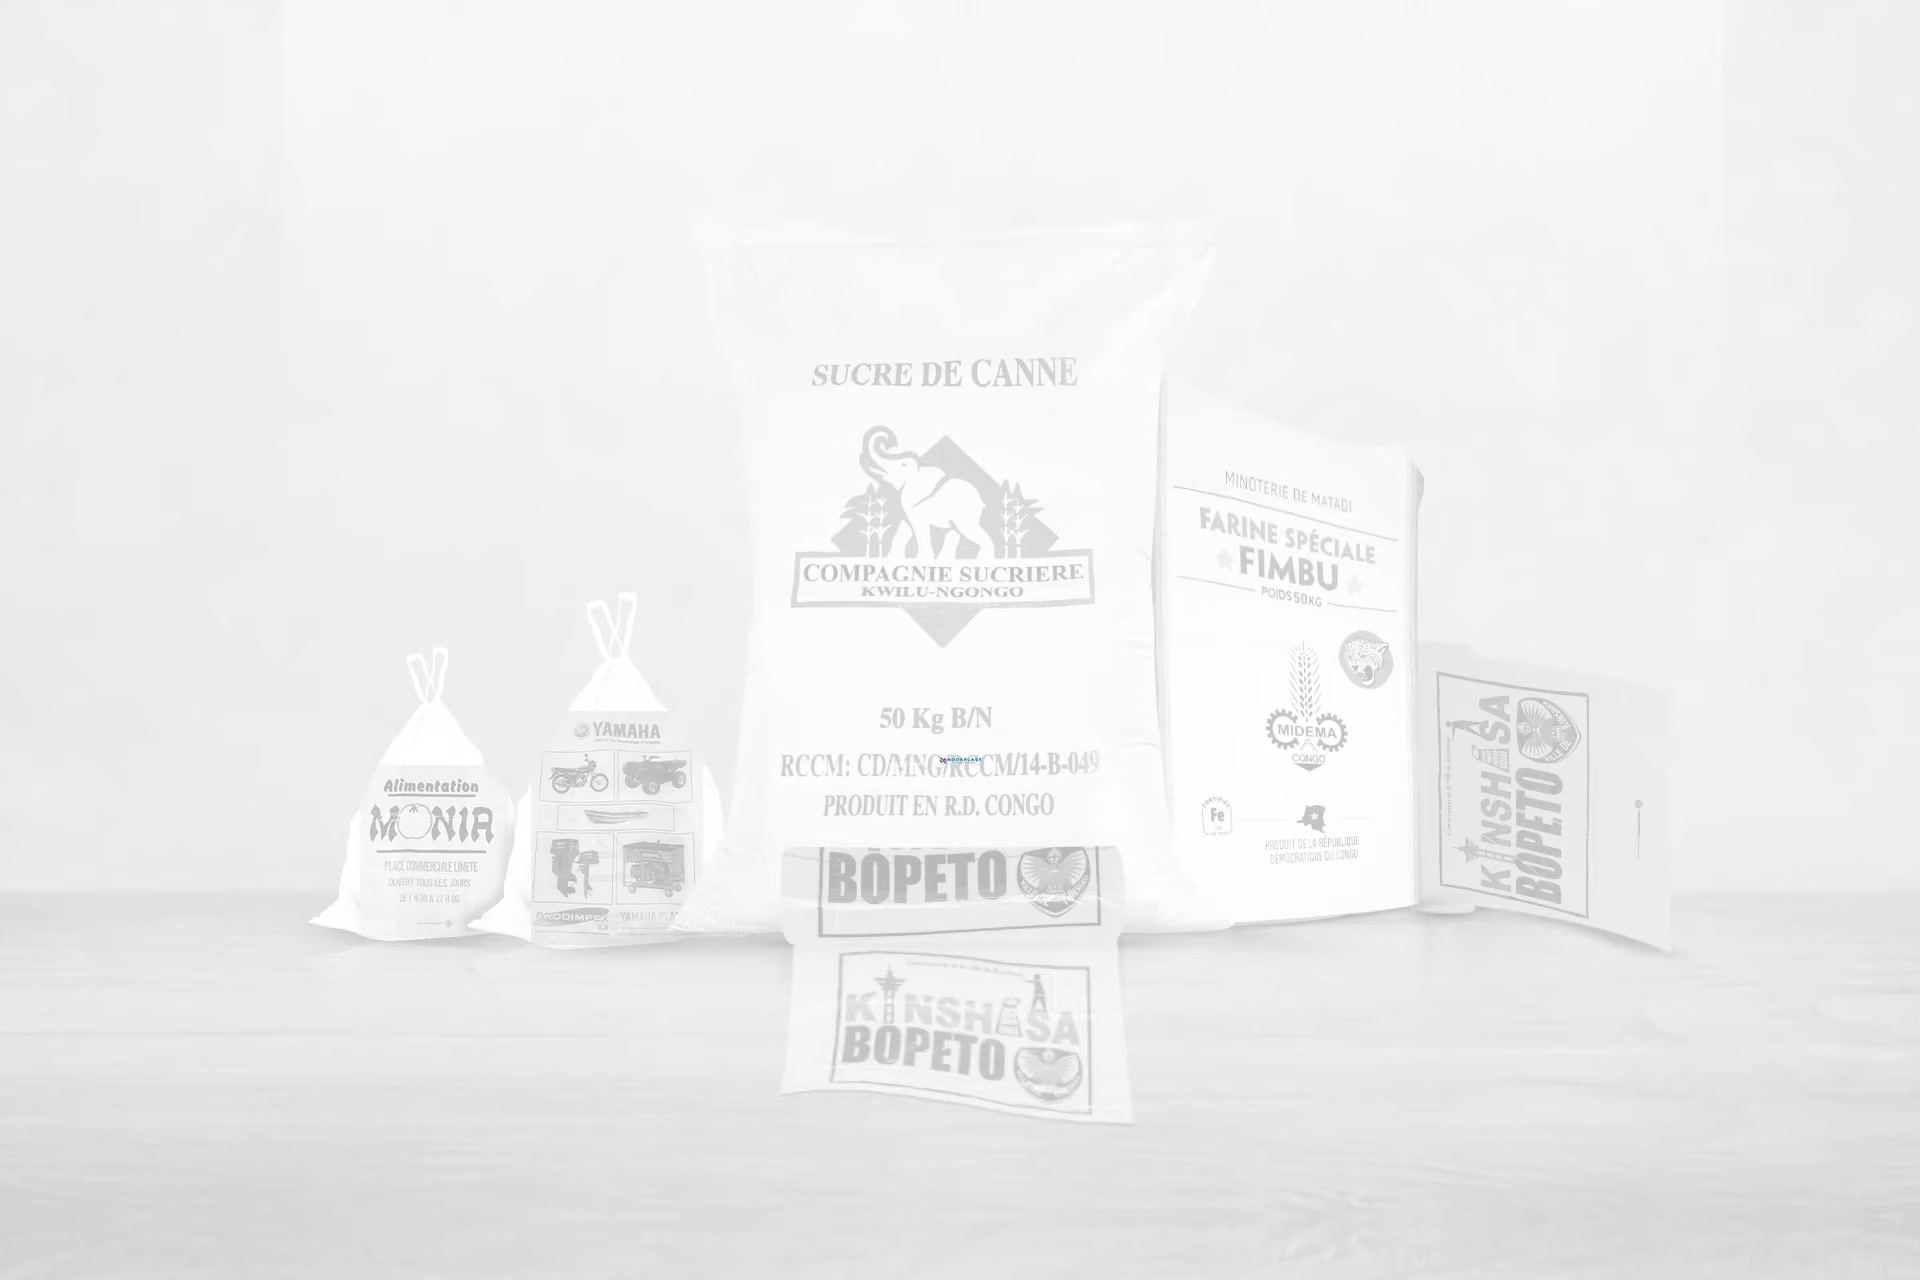 SUCRE DE CANNE
COMPAGNIE SUCRIERE
KWILU-NGONGO
50 Kg B/N
RCCM: CD/MNG/RCCM/14-B-049
PRODUIT EN R.D. CONGO
Alimentation
MONIA
PLACE COMMERCIALE LIMETE
OUVERT TOUS LES JOURS
DE 7 H 30 A 22 H 00
YAMAHA
PRODIMPEX
YAMAHA
MINOTERIE DE MATADI
FARINE SPÉCIALE
FIMBU
POIDS 50KG
MIDEMA
CONGO
Fe
PRODUIT DE LA RÉPUBLIQUE
DÉMOCRATIQUE DU CONGO
KINSHASA
BOPETO
BOPETO
KINSHASA
BOPETO